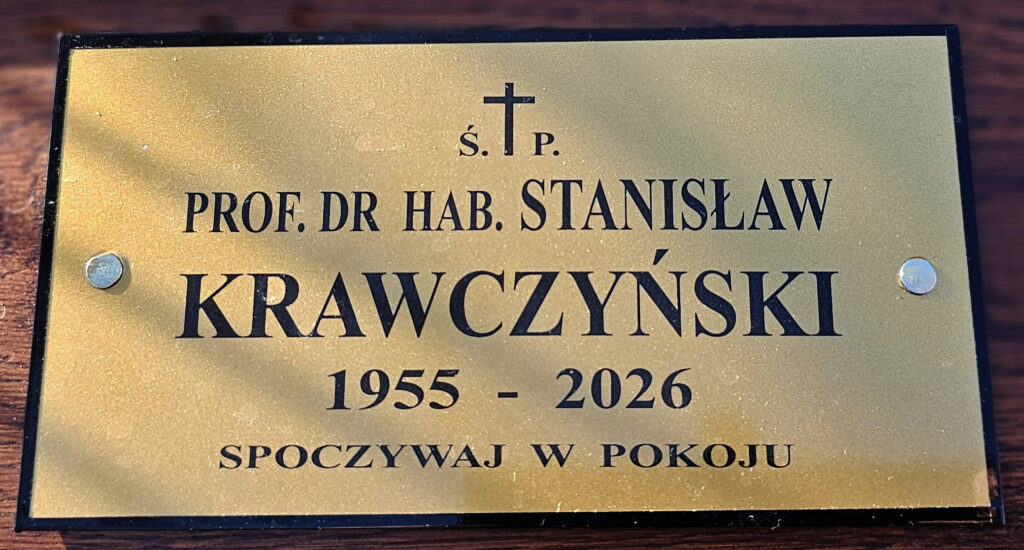 Ś. P.
PROF. DR HAB. STANISŁAW
KRAWCZYŃSKI
1955 - 2026
SPOCZYWAJ W POKOJU